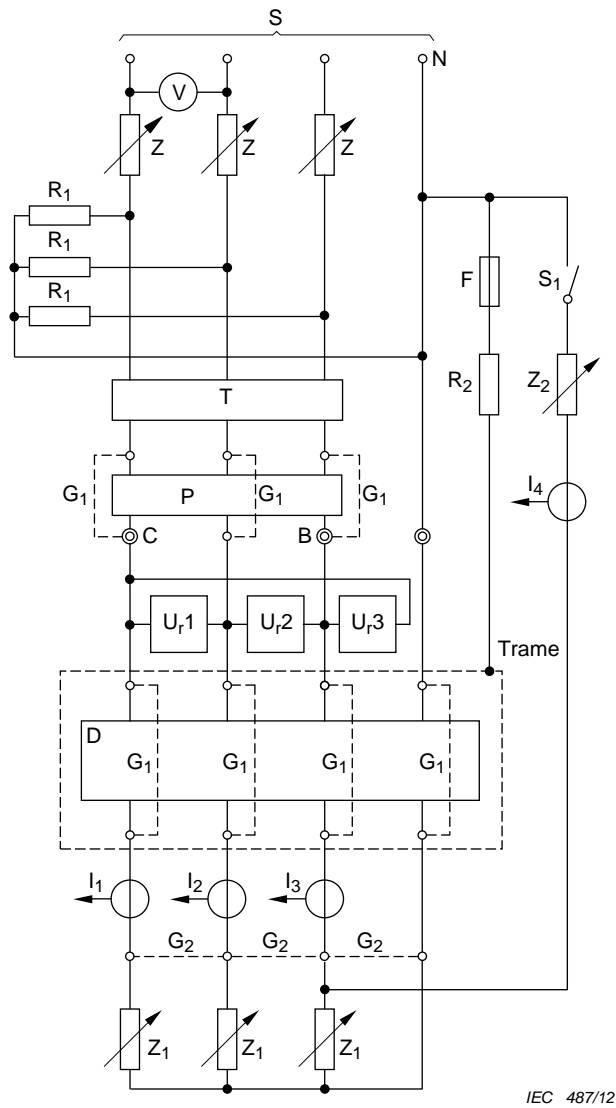 S
N
V
Z Z Z
R1
R1
R1
F S1
R2 Z2
T
G1 P G1 G1
I4
C B
Ur1 Ur2 Ur3
Trame
D
G1 G1 G1 G1
I1 I2 I3
G2 G2 G2
Z1 Z1 Z1
IEC 487/12